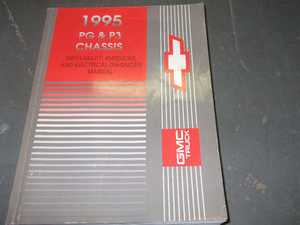 1995
PG & P3
CHASSIS
DRIVEABILITY, EMISSIONS,
AND ELECTRICAL DIAGNOSIS
MANUAL
GMC
TRUCK